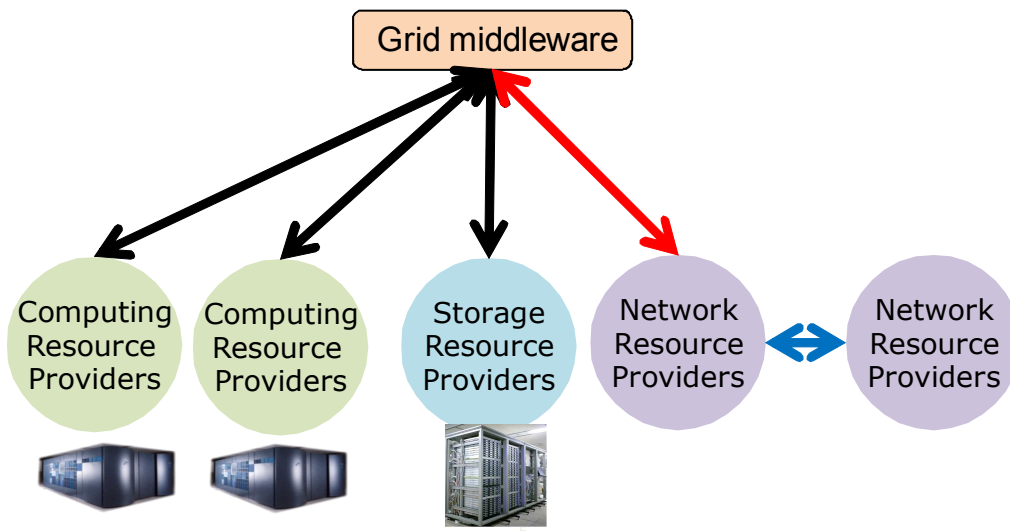 Grid middleware
Computing
Resource
Providers
Computing
Resource
Providers
Storage
Resource
Providers
Network
Resource
Providers
Network
Resource
Providers